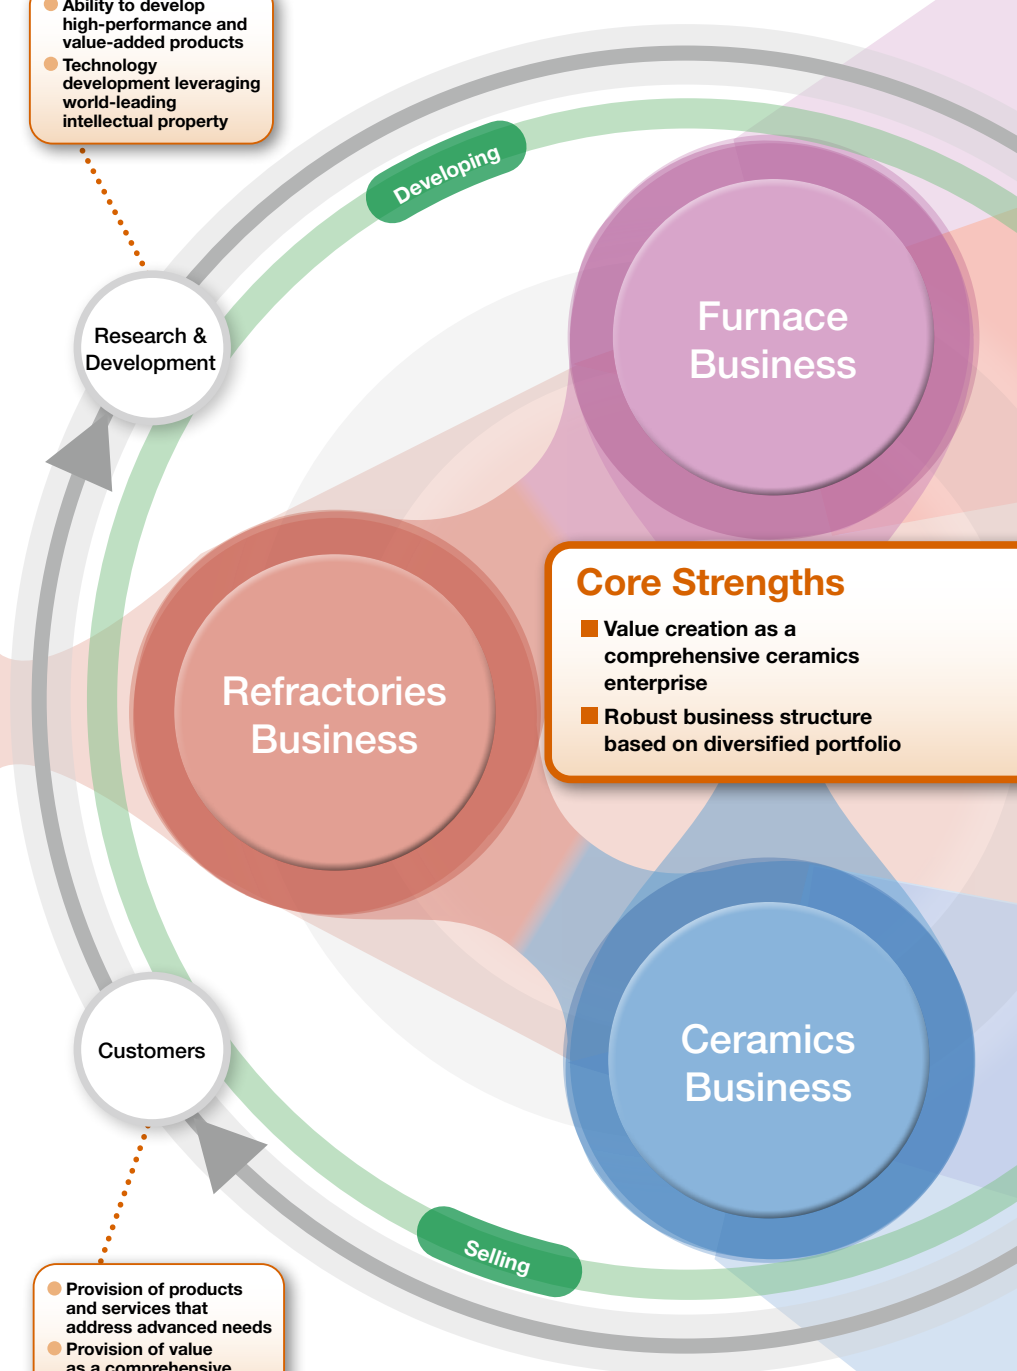 Ability to develop
high-performance and
value-added products
Technology
development leveraging
world-leading
intellectual property
Developing
Research &
Development
Furnace
Business
Core Strengths
Value creation as a
comprehensive ceramics
enterprise
Robust business structure
based on diversified portfolio
Refractories
Business
Ceramics
Business
Customers
Selling
Provision of products
and services that
address advanced needs
Provision of value
as a comprehensive